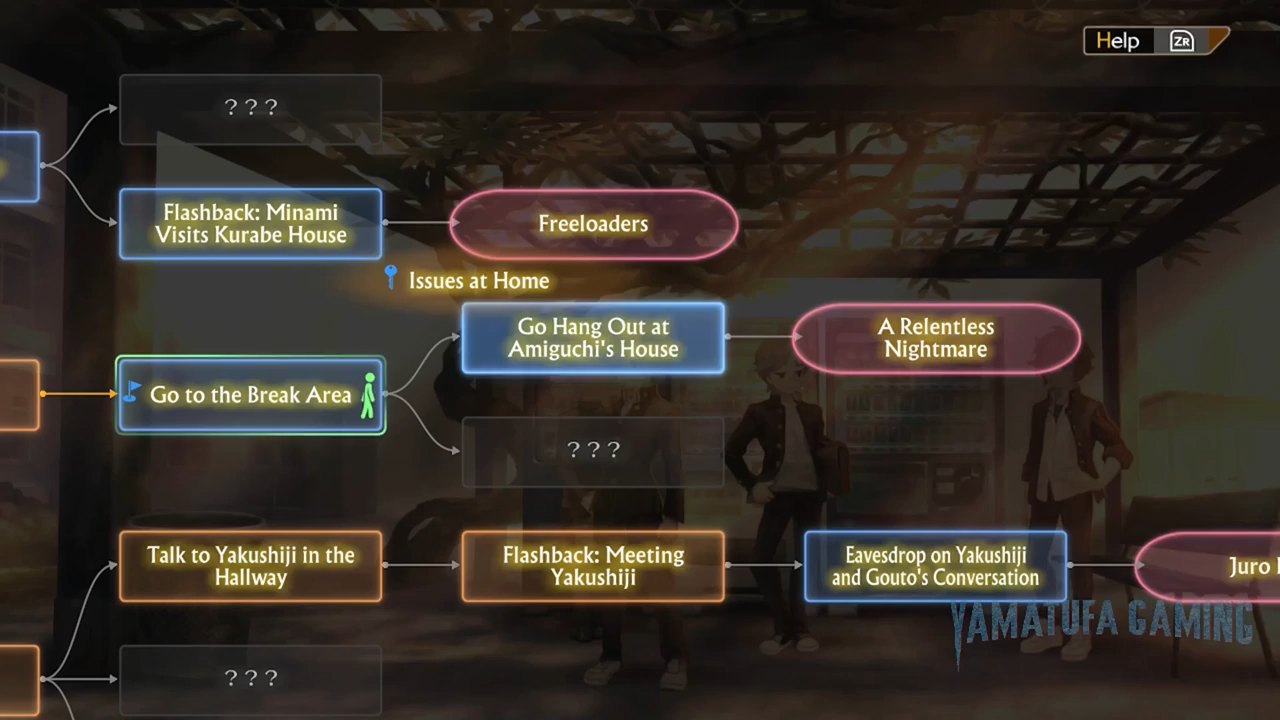 Help ZR
? ? ?
Flashback: Minami
Visits Kurabe House
Freeloaders
Issues at Home
Go Hang Out at
Amiguchi's House
A Relentless
Nightmare
Go to the Break Area
? ? ?
Talk to Yakushiji in the
Hallway
Flashback: Meeting
Yakushiji
Eavesdrop on Yakushiji
and Gouto's Conversation
Juro
YAMATUFA GAMING
? ? ?